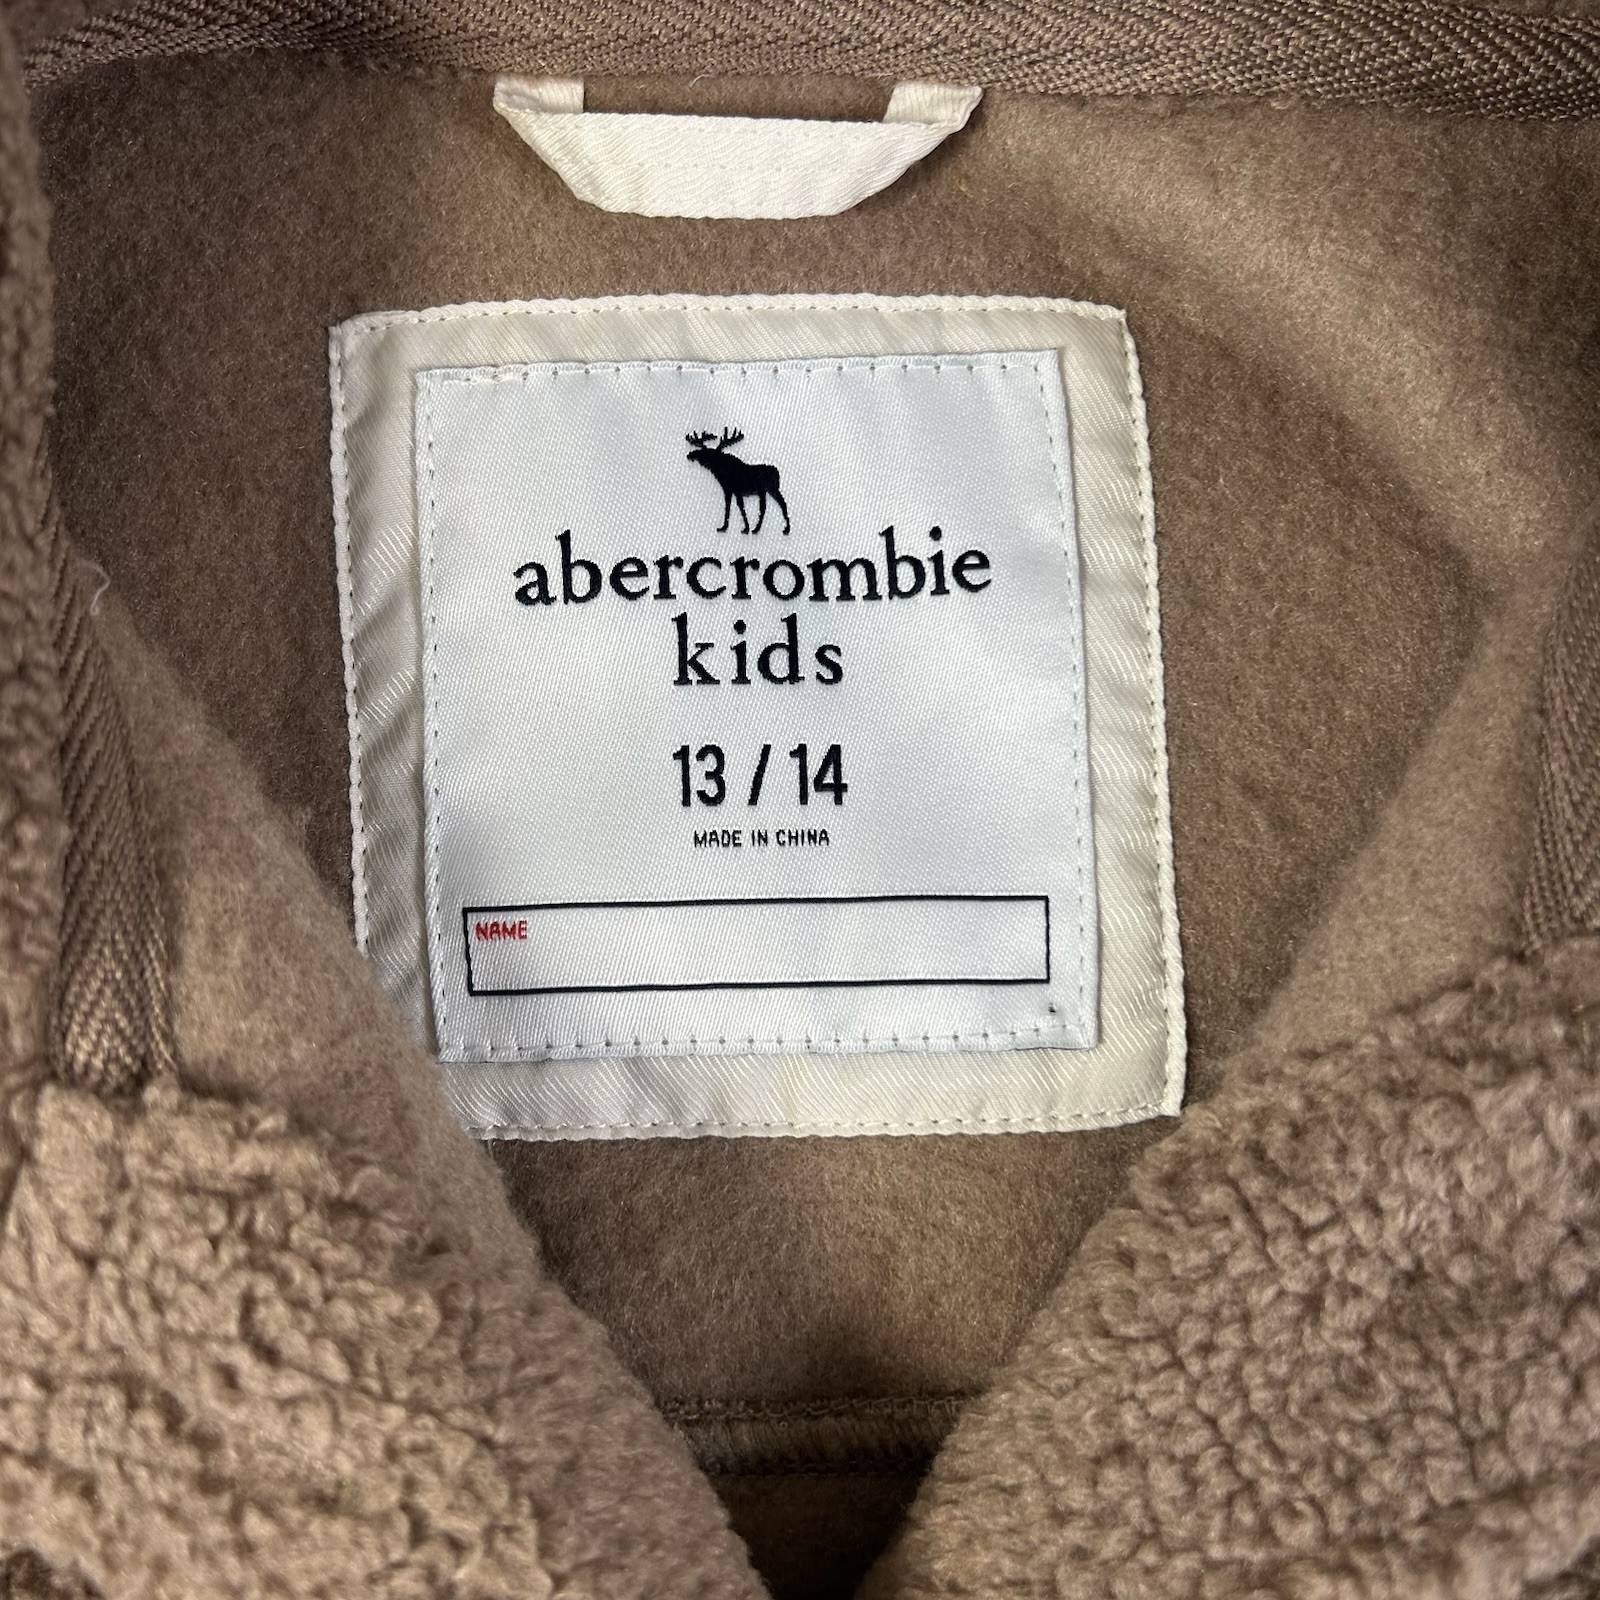 abercrombie
kids
13 / 14
MADE IN CHINA
NAME